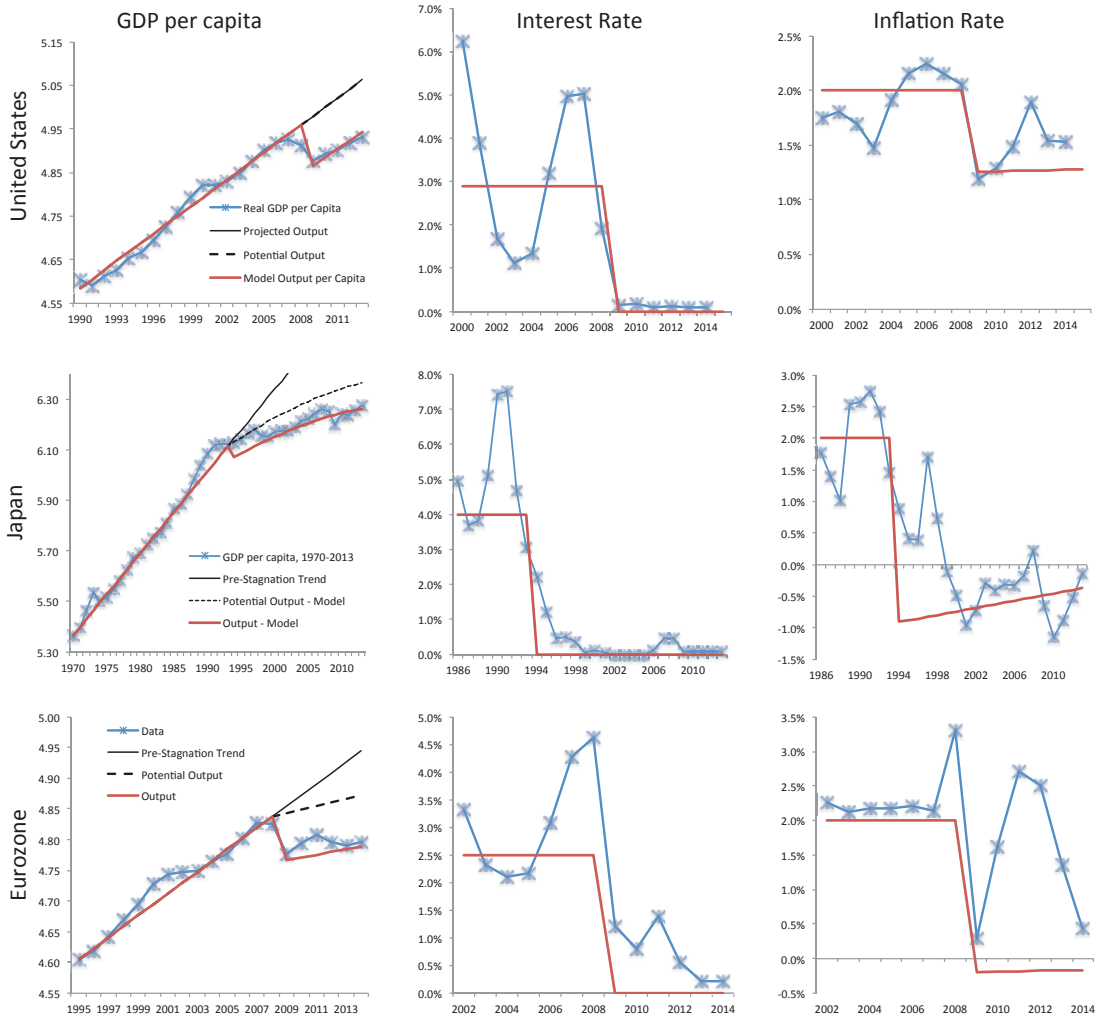 GDP per capita
Interest Rate
Inflation Rate
United States
5.15
5.05
4.95
4.85
4.75
4.65
4.55
Real GDP per Capita
Projected Output
Potential Output
Model Output per Capita
1990 1993 1996 1999 2002 2005 2008 2011
7.0%
6.0%
5.0%
4.0%
3.0%
2.0%
1.0%
0.0%
2000 2002 2004 2006 2008 2010 2012 2014
2.5%
2.0%
1.5%
1.0%
0.5%
0.0%
2000 2002 2004 2006 2008 2010 2012 2014
Japan
6.30
6.10
5.90
5.70
5.50
5.30
GDP per capita, 1970-2013
Pre-Stagnation Trend
Potential Output - Model
Output - Model
1970 1975 1980 1985 1990 1995 2000 2005 2010
8.0%
7.0%
6.0%
5.0%
4.0%
3.0%
2.0%
1.0%
0.0%
1986 1990 1994 1998 2002 2006 2010
3.0%
2.5%
2.0%
1.5%
1.0%
0.5%
0.0%
-0.5%
-1.0%
-1.5%
1986 1990 1994 1998 2002 2006 2010
Eurozone
5.00
4.95
4.90
4.85
4.80
4.75
4.70
4.65
4.60
4.55
Data
Pre-Stagnation Trend
Potential Output
Output
1995 1997 1999 2001 2003 2005 2007 2009 2011 2013
5.0%
4.5%
4.0%
3.5%
3.0%
2.5%
2.0%
1.5%
1.0%
0.5%
0.0%
2002 2004 2006 2008 2010 2012 2014
3.5%
3.0%
2.5%
2.0%
1.5%
1.0%
0.5%
0.0%
-0.5%
2002 2004 2006 2008 2010 2012 2014